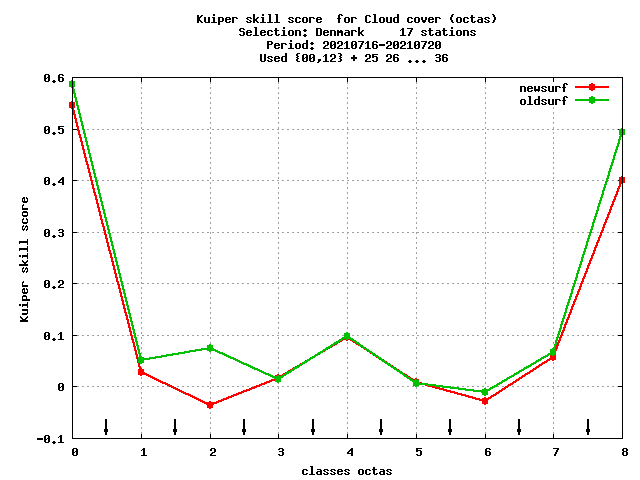 Kuiper skill score  for Cloud cover (octas)
Selection: Denmark     17 stations
Period: 20210716-20210720
Used {00,12} + 25 26 ... 36
newsurf
oldsurf
0.6
0.5
0.4
0.3
0.2
0.1
0
-0.1
Kuiper skill score
0 1 2 3 4 5 6 7 8
classes octas